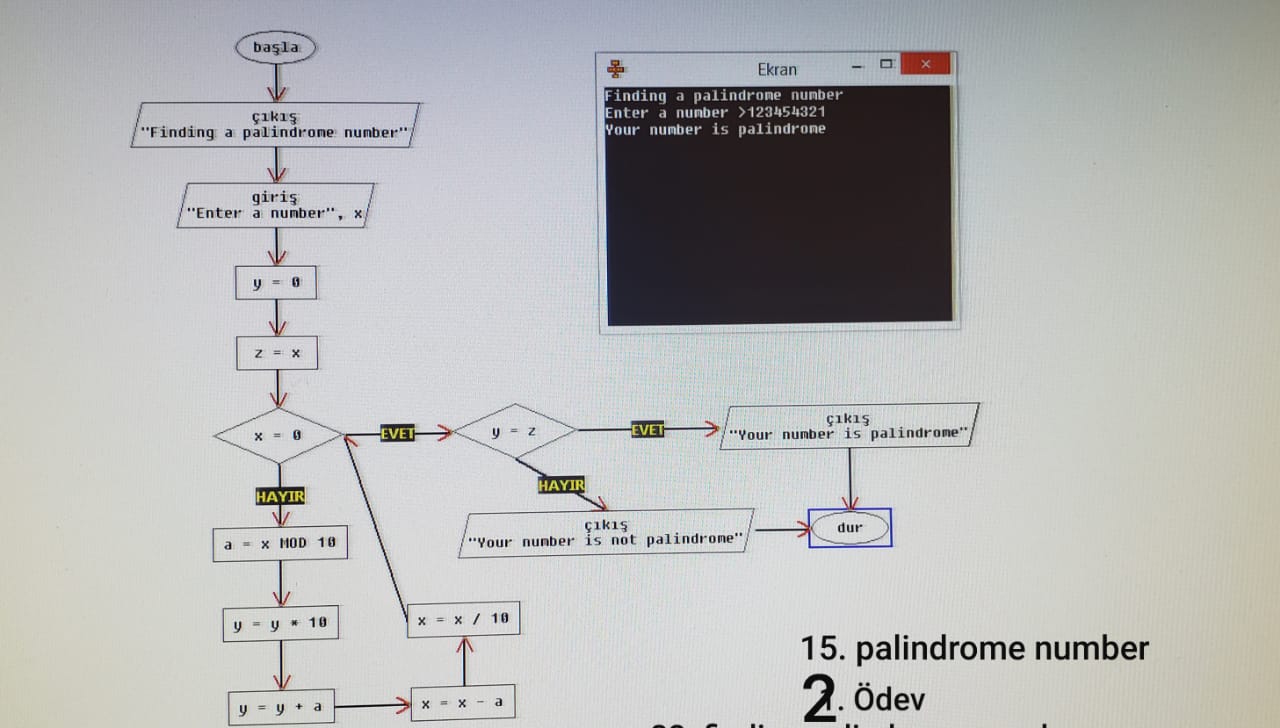 başla
çıkış
"Finding a palindrome number"
giriş
"Enter a number", x
y = 0
z = x
x = 0
EVET
y = z
EVET
çıkış
"Your number is palindrome"
HAYIR
HAYIR
çıkış
"Your number is not palindrome"
dur
a = x MOD 10
y = y * 10
x = x / 10
y = y + a
x = x - a
Ekran
Finding a palindrome number
Enter a number >123454321
Your number is palindrome
15. palindrome number
2. Ödev